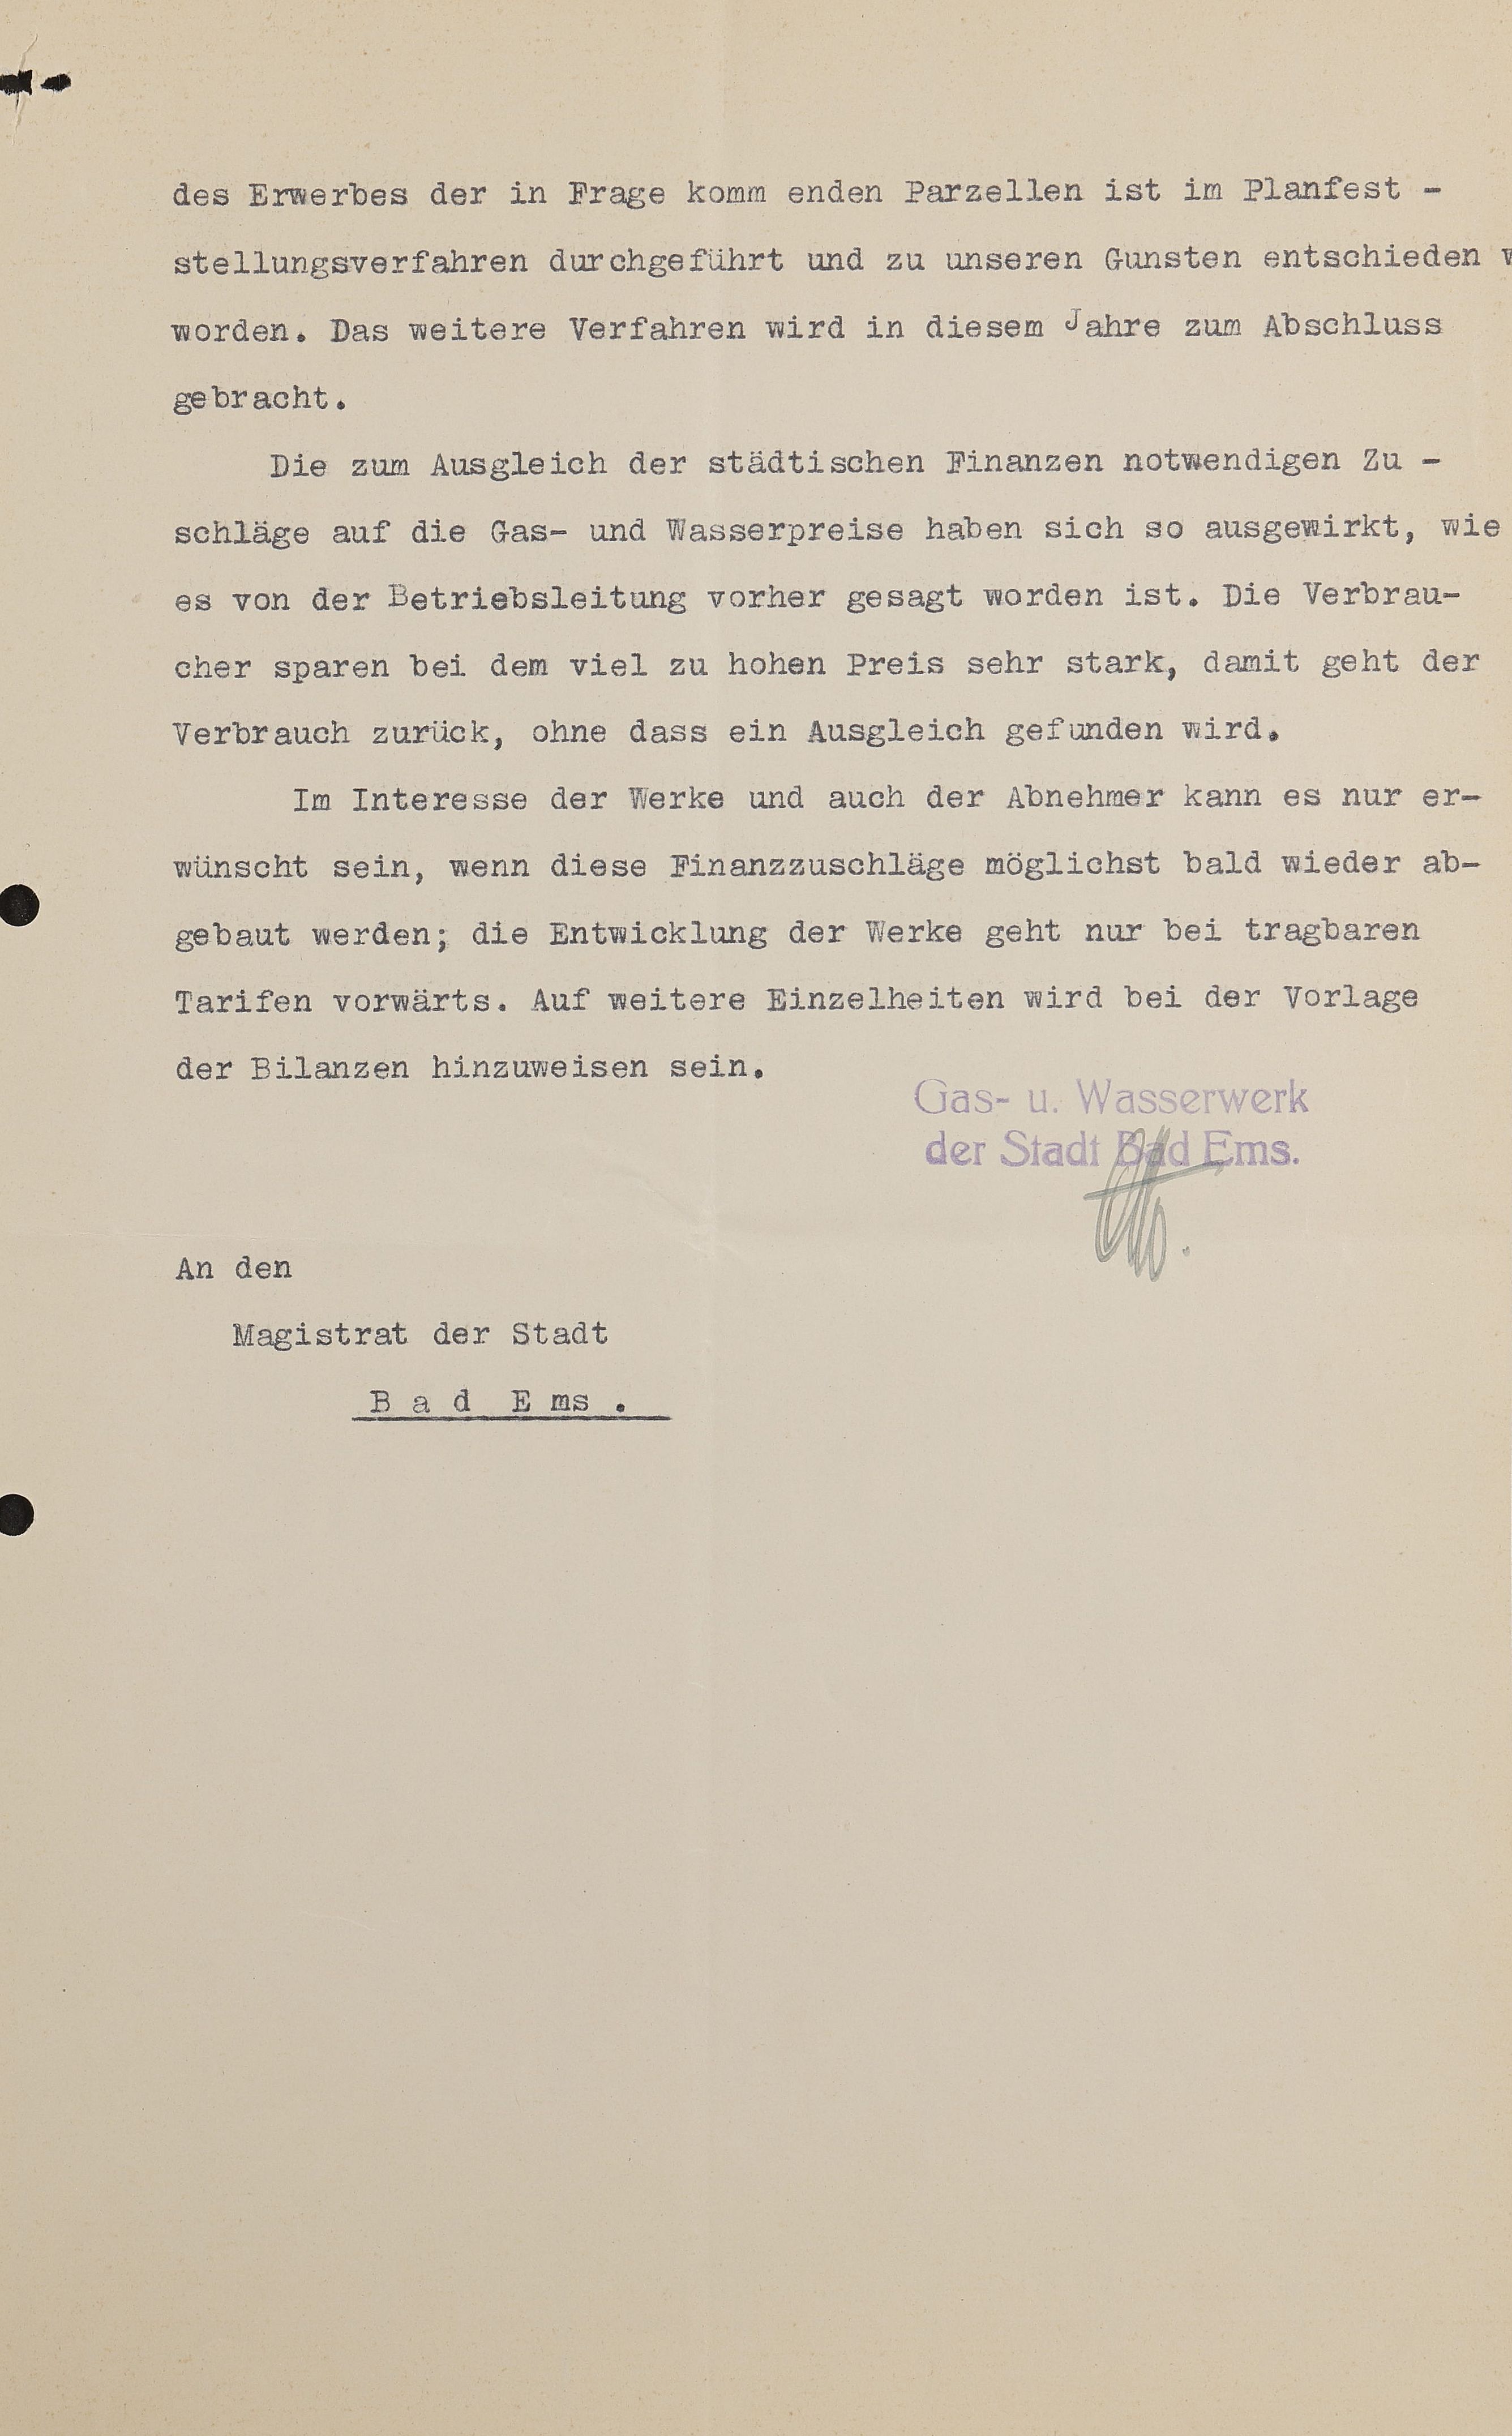 des Erwerbes der in Frage komm enden Parzellen ist im Planfest -
stellungsverfahren durchgeführt und zu unseren Gunsten entschieden w
worden. Das weitere Verfahren wird in diesem Jahre zum Abschluss
gebracht.
Die zum Ausgleich der städtischen Finanzen notwendigen Zu -
schläge auf die Gas- und Wasserpreise haben sich so ausgewirkt, wie
es von der Betriebsleitung vorher gesagt worden ist. Die Verbrau-
cher sparen bei dem viel zu hohen Preis sehr stark, damit geht der
Verbrauch zurück, ohne dass ein Ausgleich gefunden wird.
Im Interesse der Werke und auch der Abnehmer kann es nur er-
wünscht sein, wenn diese Finanzzuschläge möglichst bald wieder ab-
gebaut werden; die Entwicklung der Werke geht nur bei tragbaren
Tarifen vorwärts. Auf weitere Einzelheiten wird bei der Vorlage
der Bilanzen hinzuweisen sein.
Gas- u. Wasserwerk
der Stadt Bad Ems.
An den
Magistrat der Stadt
B a d  E ms .